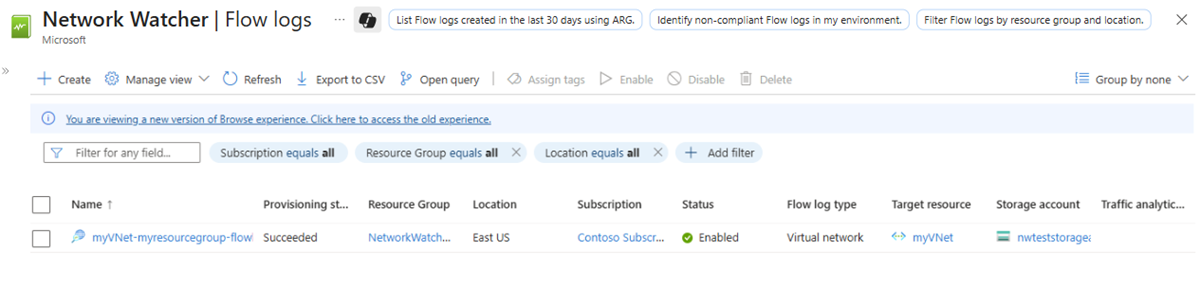 Network Watcher | Flow logs ...
Microsoft
List Flow logs created in the last 30 days using ARG. Identify non-compliant Flow logs in my environment. Filter Flow logs by resource group and location.
Create Manage view Refresh Export to CSV Open query Assign tags Enable Disable Delete Group by none
You are viewing a new version of Browse experience. Click here to access the old experience.
Filter for any field... Subscription equals all Resource Group equals all Location equals all Add filter
Name ↑ Provisioning st... Resource Group Location Subscription Status Flow log type Target resource Storage account Traffic analytic...
myVNet-myresourcegroup-flowl Succeeded NetworkWatch... East US Contoso Subscr... Enabled Virtual network myVNet nwteststorage